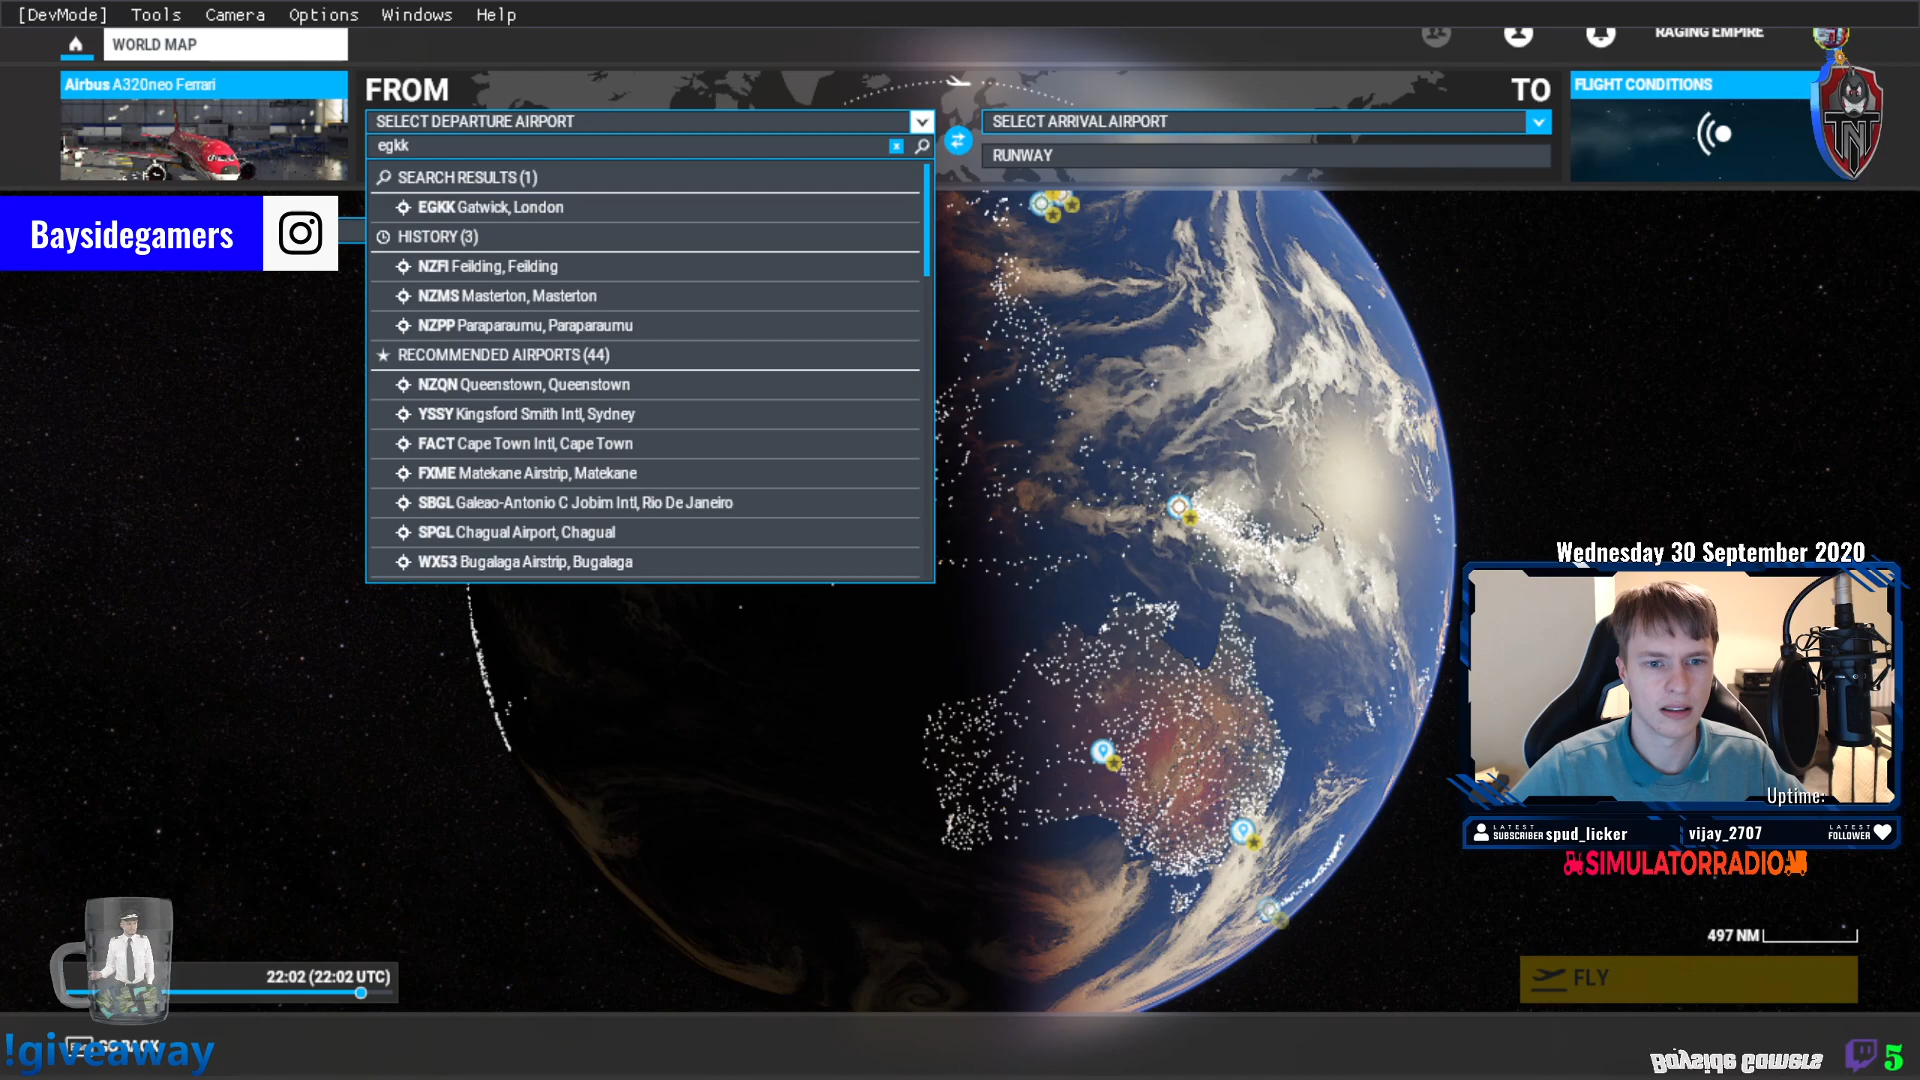 [DevMode] Tools Camera Options Windows Help
WORLD MAP
RAGING EMPIRE
Airbus A320neo Ferrari
FROM
TO
FLIGHT CONDITIONS
SELECT DEPARTURE AIRPORT
SELECT ARRIVAL AIRPORT
egkk
RUNWAY
TNT
SEARCH RESULTS (1)
EGKK Gatwick, London
HISTORY (3)
NZFI Feilding, Feilding
NZMS Masterton, Masterton
NZPP Paraparaumu, Paraparaumu
RECOMMENDED AIRPORTS (44)
NZQN Queenstown, Queenstown
YSSY Kingsford Smith Intl, Sydney
FACT Cape Town Intl, Cape Town
FXME Matekane Airstrip, Matekane
SBGL Galeao-Antonio C Jobim Intl, Rio De Janeiro
SPGL Chagual Airport, Chagual
WX53 Bugalaga Airstrip, Bugalaga
Baysidegamers
Wednesday 30 September 2020
Uptime:
LATEST SUBSCRIBER spud_licker
vijay_2707 LATEST FOLLOWER
SIMULATORRADIO
497 NM
FLY
22:02 (22:02 UTC)
GO BACK
!giveaway
Bayside Gamers
5